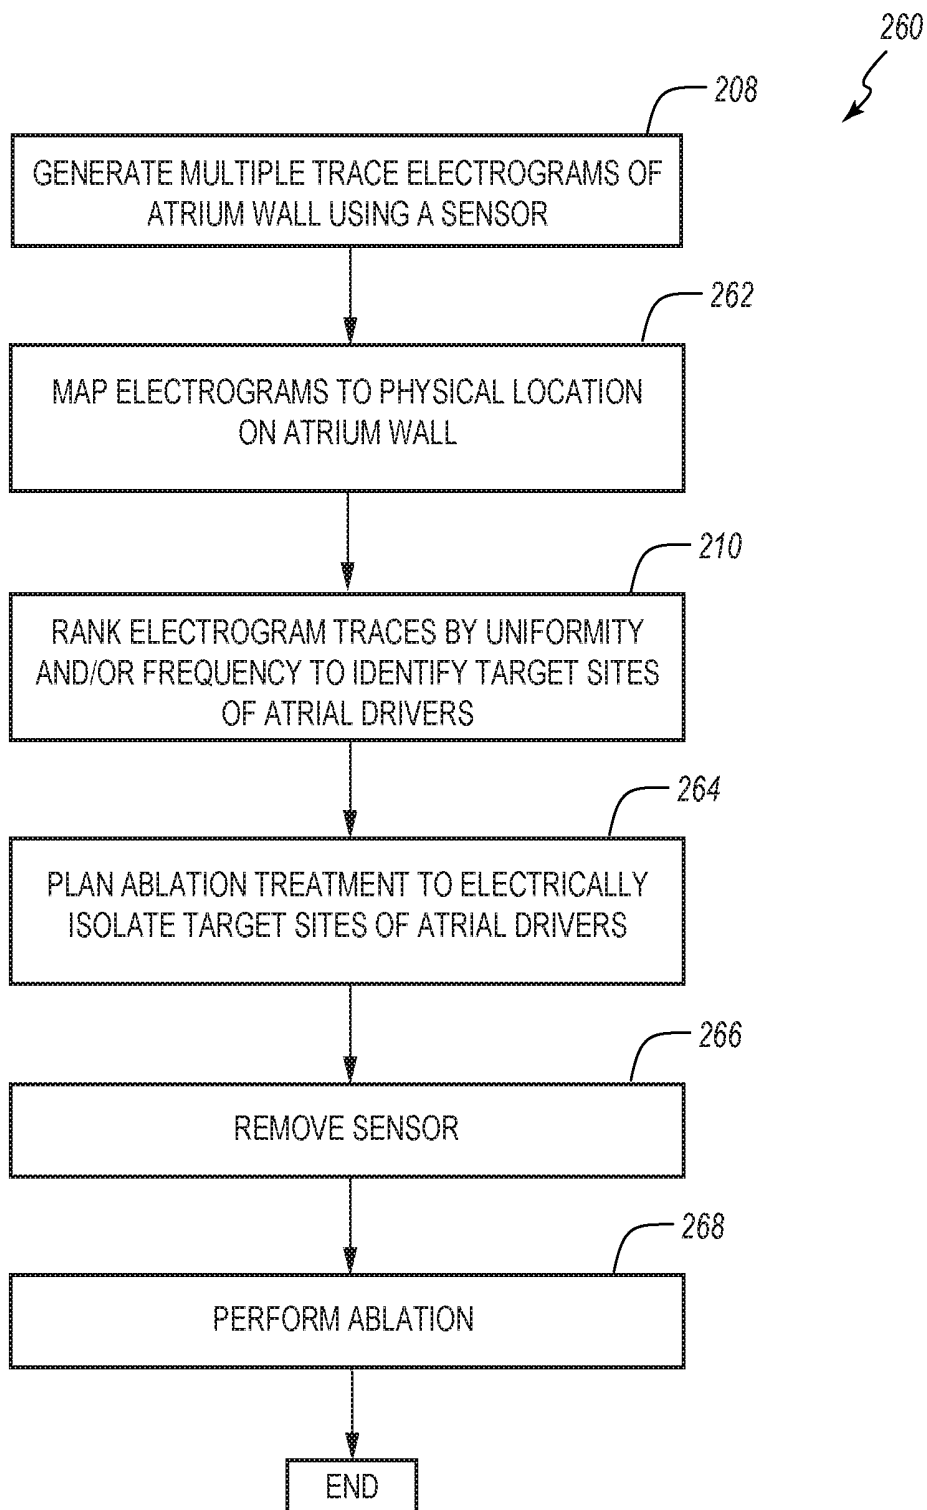 260
208
GENERATE MULTIPLE TRACE ELECTROGRAMS OF
ATRIUM WALL USING A SENSOR
262
MAP ELECTROGRAMS TO PHYSICAL LOCATION
ON ATRIUM WALL
210
RANK ELECTROGRAM TRACES BY UNIFORMITY
AND/OR FREQUENCY TO IDENTIFY TARGET SITES
OF ATRIAL DRIVERS
264
PLAN ABLATION TREATMENT TO ELECTRICALLY
ISOLATE TARGET SITES OF ATRIAL DRIVERS
266
REMOVE SENSOR
268
PERFORM ABLATION
END